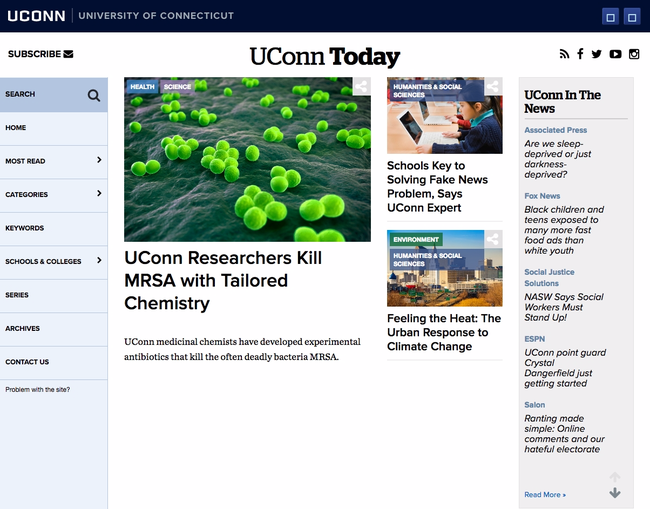 UCONN UNIVERSITY OF CONNECTICUT
SUBSCRIBE
UConn Today
SEARCH
HOME
MOST READ
CATEGORIES
KEYWORDS
SCHOOLS & COLLEGES
SERIES
ARCHIVES
CONTACT US
Problem with the site?
HEALTH SCIENCE
UConn Researchers Kill
MRSA with Tailored
Chemistry
UConn medicinal chemists have developed experimental
antibiotics that kill the often deadly bacteria MRSA.
HUMANITIES & SOCIAL
SCIENCES
Schools Key to
Solving Fake News
Problem, Says
UConn Expert
ENVIRONMENT
HUMANITIES & SOCIAL
SCIENCES
Feeling the Heat: The
Urban Response to
Climate Change
UConn In The
News
Associated Press
Are we sleep-
deprived or just
darkness-
deprived?
Fox News
Black children and
teens exposed to
many more fast
food ads than
white youth
Social Justice
Solutions
NASW Says Social
Workers Must
Stand Up!
ESPN
UConn point guard
Crystal
Dangerfield just
getting started
Salon
Ranting made
simple: Online
comments and our
hateful electorate
Read More »